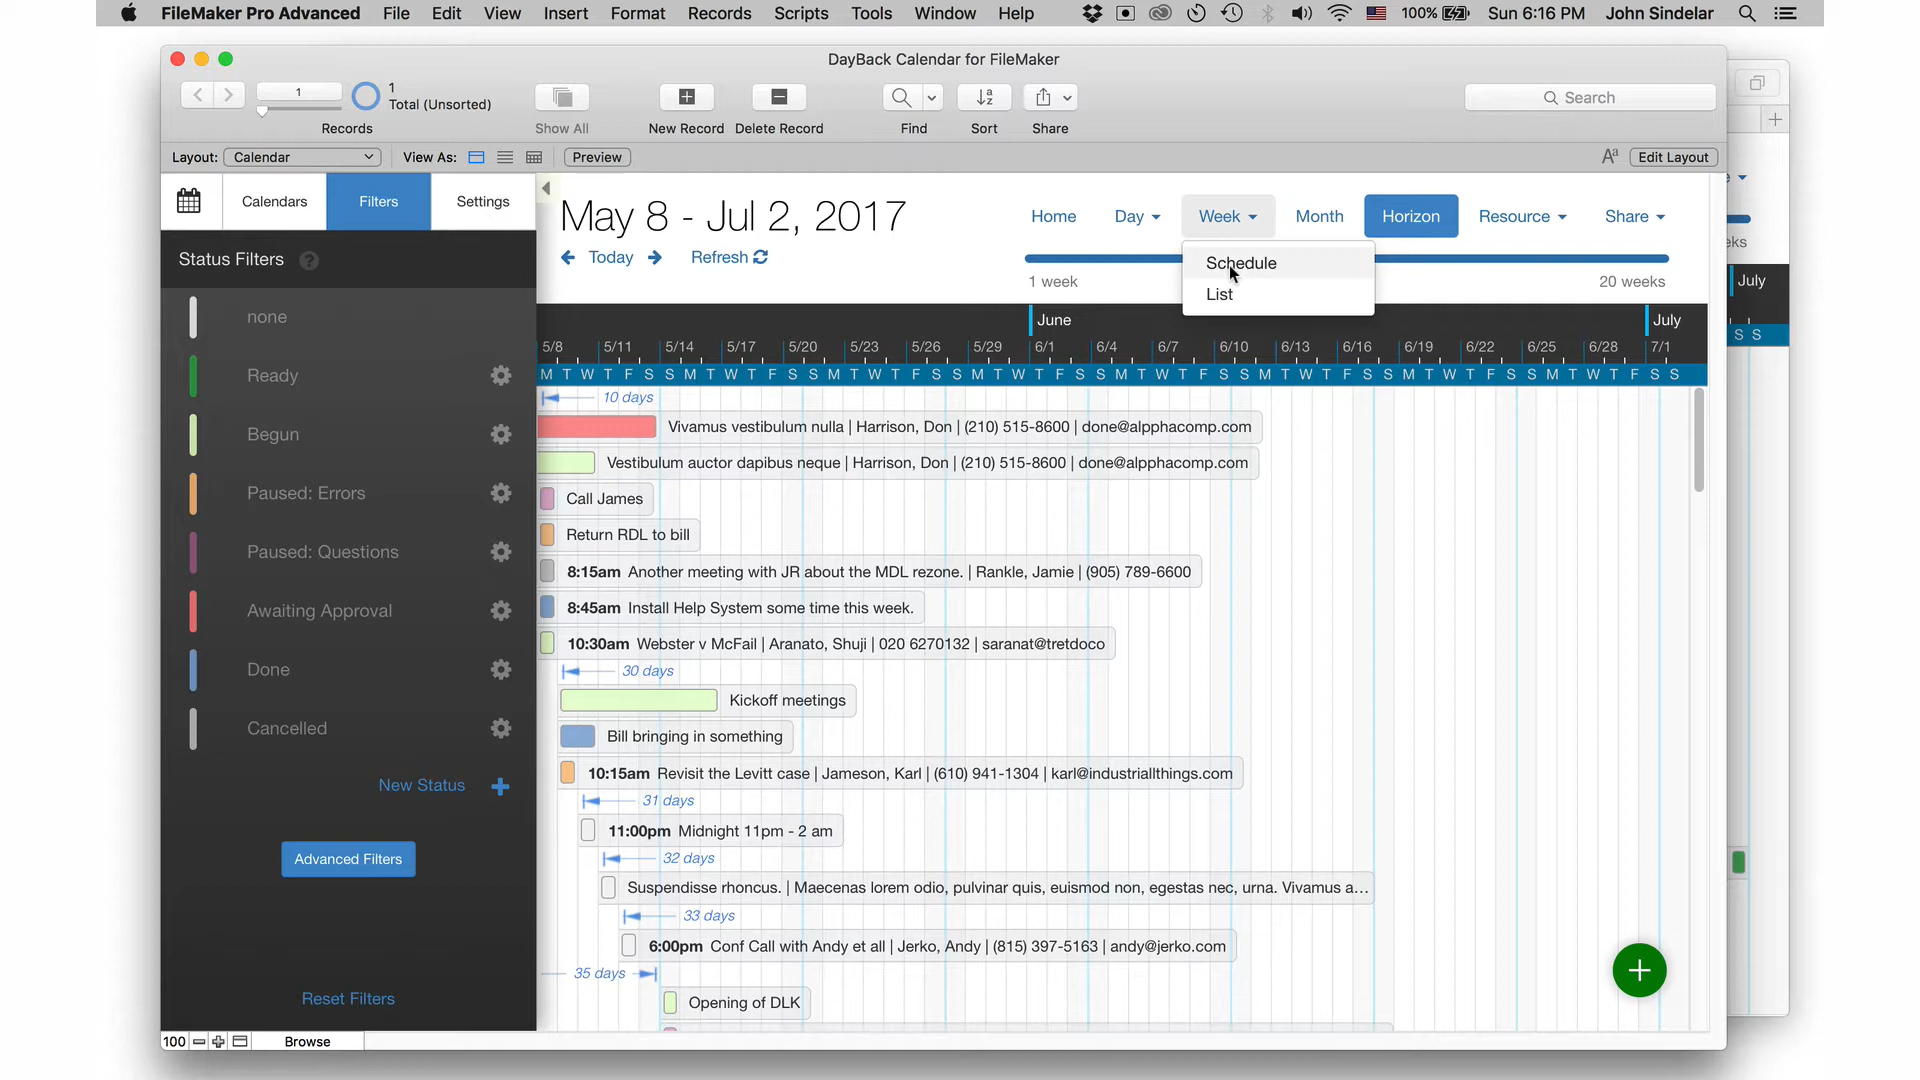 FileMaker Pro Advanced File Edit View Insert Format Records Scripts Tools Window Help 100% Sun 6:16 PM John Sindelar
DayBack Calendar for FileMaker
1 1
Total (Unsorted) Search
Records Show All New Record Delete Record Find Sort Share
Layout: Calendar View As: Preview Aª Edit Layout
Calendars Filters Settings
May 8 - Jul 2, 2017
Home Day Week Month Horizon Resource Share
Today Refresh
Schedule
List
1 week 20 weeks
Status Filters ?
none
Ready
Begun
Paused: Errors
Paused: Questions
Awaiting Approval
Done
Cancelled
New Status
Advanced Filters
Reset Filters
June July
5/8 5/11 5/14 5/17 5/20 5/23 5/26 5/29 6/1 6/4 6/7 6/10 6/13 6/16 6/19 6/22 6/25 6/28 7/1
M T W T F S S M T W T F S S M T W T F S S M T W T F S S M T W T F S S M T W T F S S M T W T F S S M T W T F S S
10 days
Vivamus vestibulum nulla | Harrison, Don | (210) 515-8600 | done@alpphacomp.com
Vestibulum auctor dapibus neque | Harrison, Don | (210) 515-8600 | done@alpphacomp.com
Call James
Return RDL to bill
8:15am Another meeting with JR about the MDL rezone. | Rankle, Jamie | (905) 789-6600
8:45am Install Help System some time this week.
10:30am Webster v McFail | Aranato, Shuji | 020 6270132 | saranat@tretdoco
30 days
Kickoff meetings
Bill bringing in something
10:15am Revisit the Levitt case | Jameson, Karl | (610) 941-1304 | karl@industriallthings.com
31 days
11:00pm Midnight 11pm - 2 am
32 days
Suspendisse rhoncus. | Maecenas lorem odio, pulvinar quis, euismod non, egestas nec, urna. Vivamus a...
33 days
6:00pm Conf Call with Andy et all | Jerko, Andy | (815) 397-5163 | andy@jerko.com
35 days
Opening of DLK
100 Browse
July
S S